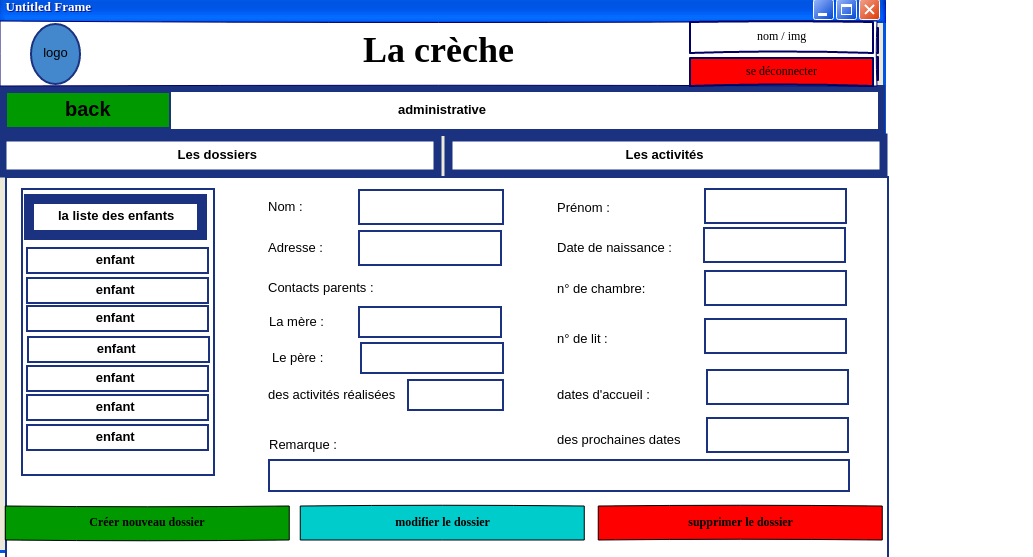 Untitled Frame
logo
La crèche
nom / img
se déconnecter
back
administrative
Les dossiers
Les activités
la liste des enfants
enfant
enfant
enfant
enfant
enfant
enfant
enfant
Nom :
Prénom :
Adresse :
Date de naissance :
Contacts parents :
n° de chambre:
La mère :
n° de lit :
Le père :
des activités réalisées
dates d'accueil :
Remarque :
des prochaines dates
Créer nouveau dossier
modifier le dossier
supprimer le dossier